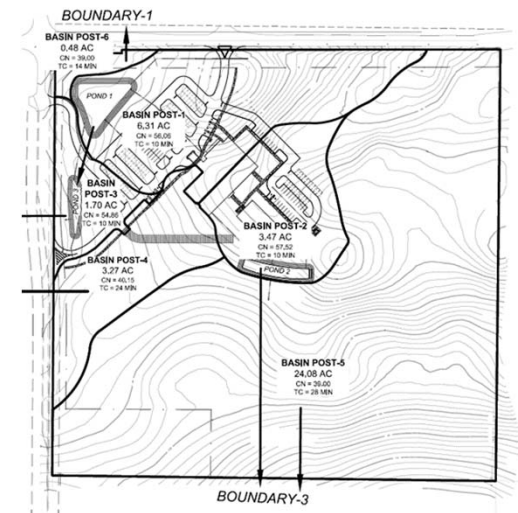 BOUNDARY-1
BASIN POST-6
0.48 AC
CN = 39.00
TC = 14 MIN
POND 1
BASIN POST-1
6.31 AC
CN = 56.06
TC = 10 MIN
BASIN
POST-3
1.70 AC
CN = 54.86
TC = 10 MIN
POND 3
BASIN POST-2
3.47 AC
CN = 57.52
TC = 10 MIN
POND 2
BASIN POST-4
3.27 AC
CN = 40.15
TC = 24 MIN
BASIN POST-5
24.08 AC
CN = 39.00
TC = 28 MIN
BOUNDARY-3